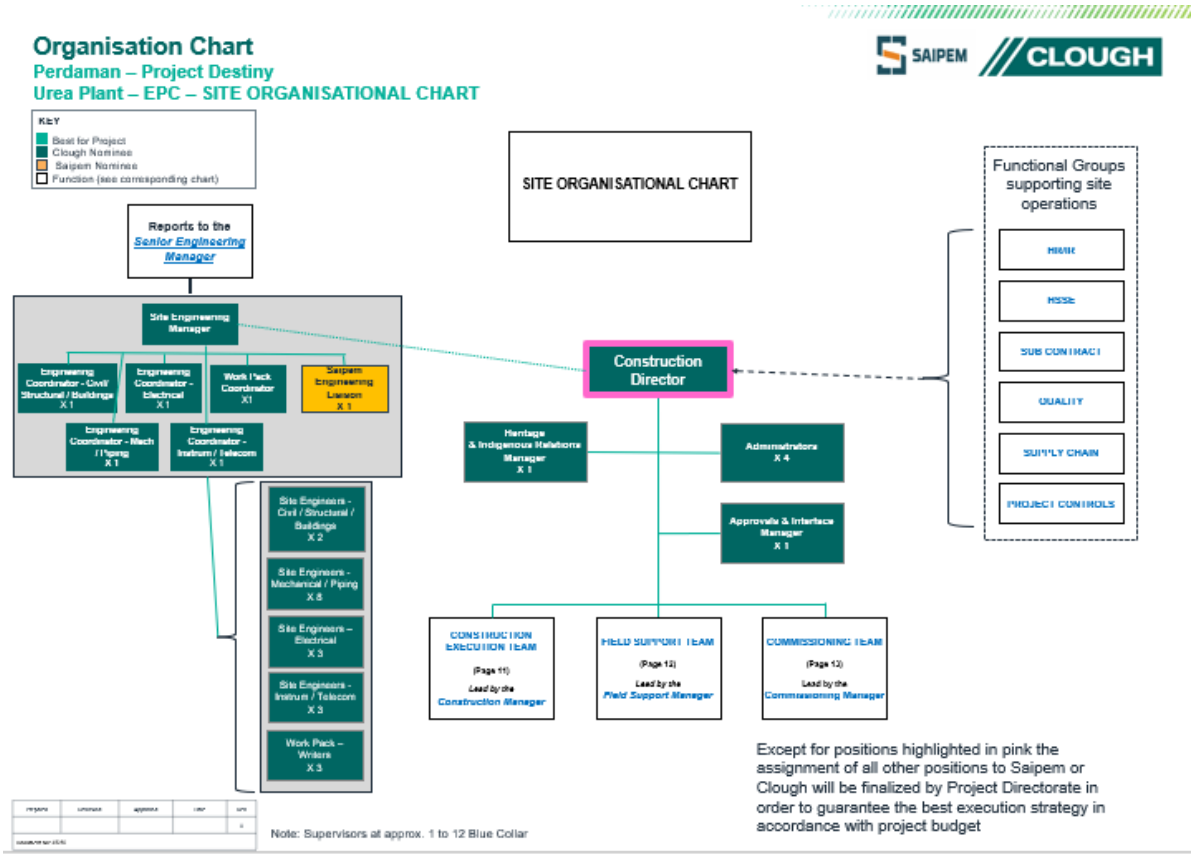 Organisation Chart
Perdaman – Project Destiny
Urea Plant – EPC – SITE ORGANISATIONAL CHART
SAIPEM
CLOUGH
KEY
Best for Project
Clough Nominee
Saipem Nominee
Function (see corresponding chart)
SITE ORGANISATIONAL CHART
Functional Groups
supporting site
operations
HSSE
SUB CONTRACT
QUALITY
SUPPLY CHAIN
PROJECT CONTROLS
Reports to the
Senior Engineering
Manager
Site Engineering
Manager
Engineering
Coordinator - Civil/
Structural / Buildings
X 1
Engineering
Coordinator -
Electrical
X 1
Work Pack
Coordinator
X1
Saipem
Engineering
Liaison
X 1
Engineering
Coordinator - Mech
/ Piping
X 1
Engineering
Coordinator -
Instrum / Telecom
X 1
Construction
Director
Heritage
& Indigenous Relations
Manager
X 1
Administrators
X 4
Approvals & Interface
Manager
X 1
Site Engineers -
Civil / Structural /
Buildings
X 2
Site Engineers -
Mechanical / Piping
X 8
Site Engineers –
Electrical
X 3
Site Engineers -
Instrum / Telecom
X 3
Work Pack –
Writers
X 3
CONSTRUCTION
EXECUTION TEAM
(Page 11)
Lead by the
Construction Manager
FIELD SUPPORT TEAM
(Page 12)
Lead by the
Field Support Manager
COMMISSIONING TEAM
(Page 13)
Lead by the
Commissioning Manager
Except for positions highlighted in pink the
assignment of all other positions to Saipem or
Clough will be finalized by Project Directorate in
order to guarantee the best execution strategy in
accordance with project budget
Note: Supervisors at approx. 1 to 12 Blue Collar